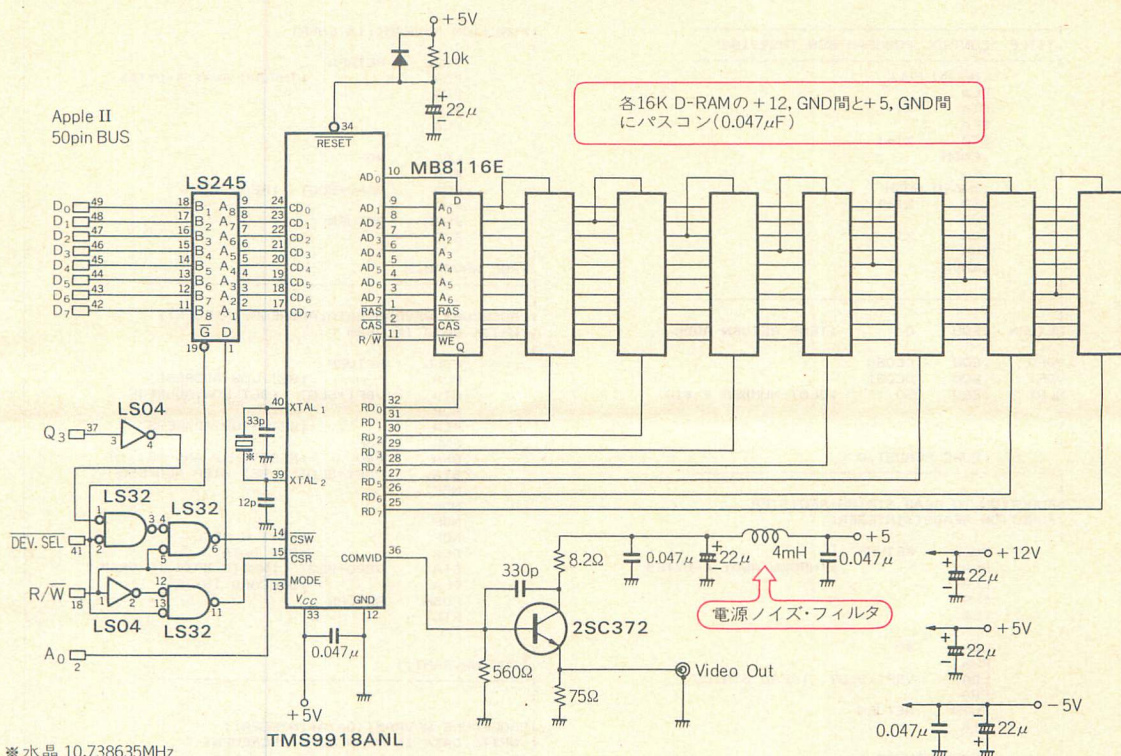 +5V
10k
+
22μ
−
34
RESET
Apple II
50pin BUS
各16K D-RAMの+12, GND間と+5, GND間
にパスコン(0.047μF)
LS245
MB8116E
D0 49 18 B1 A8 9 24 CD0
D1 48 17 B2 A7 8 23 CD1
D2 47 16 B3 A6 7 22 CD2
D3 46 15 B4 A5 6 21 CD3
D4 45 14 B5 A4 5 20 CD4
D5 44 13 B6 A3 4 19 CD5
D6 43 12 B7 A2 3 18 CD6
D7 42 11 B8 A1 2 17 CD7
G D
19 1
AD0 10 D
AD1 9 A0
AD2 8 A1
AD3 7 A2
AD4 6 A3
AD5 5 A4
AD6 4 A5
AD7 3 A6
RAS 1 RAS
CAS 2 CAS
R/W 11 WE
Q
LS04
Q3 37 3 4
40 XTAL1
33p
※
39 XTAL2
12p
RD0 32
RD1 31
RD2 30
RD3 29
RD4 28
RD5 27
RD6 26
RD7 25
LS32
LS32
1 2 3 4 5 6
DEV. SEL 41
14 CSW
15 CSR
13 MODE
R/W 18
1 2 12 13 11
LS04
LS32
A0 2
COMVID 36
VCC GND
33 12
0.047μ
+5V
TMS9918ANL
330p
8.2Ω
2SC372
560Ω
75Ω
Video Out
0.047μ
+
22μ
−
4mH
0.047μ
+5
電源ノイズ・フィルタ
+12V
+
22μ
−
+5V
+
22μ
−
−5V
0.047μ
−
22μ
+
※水晶 10.738635MHz